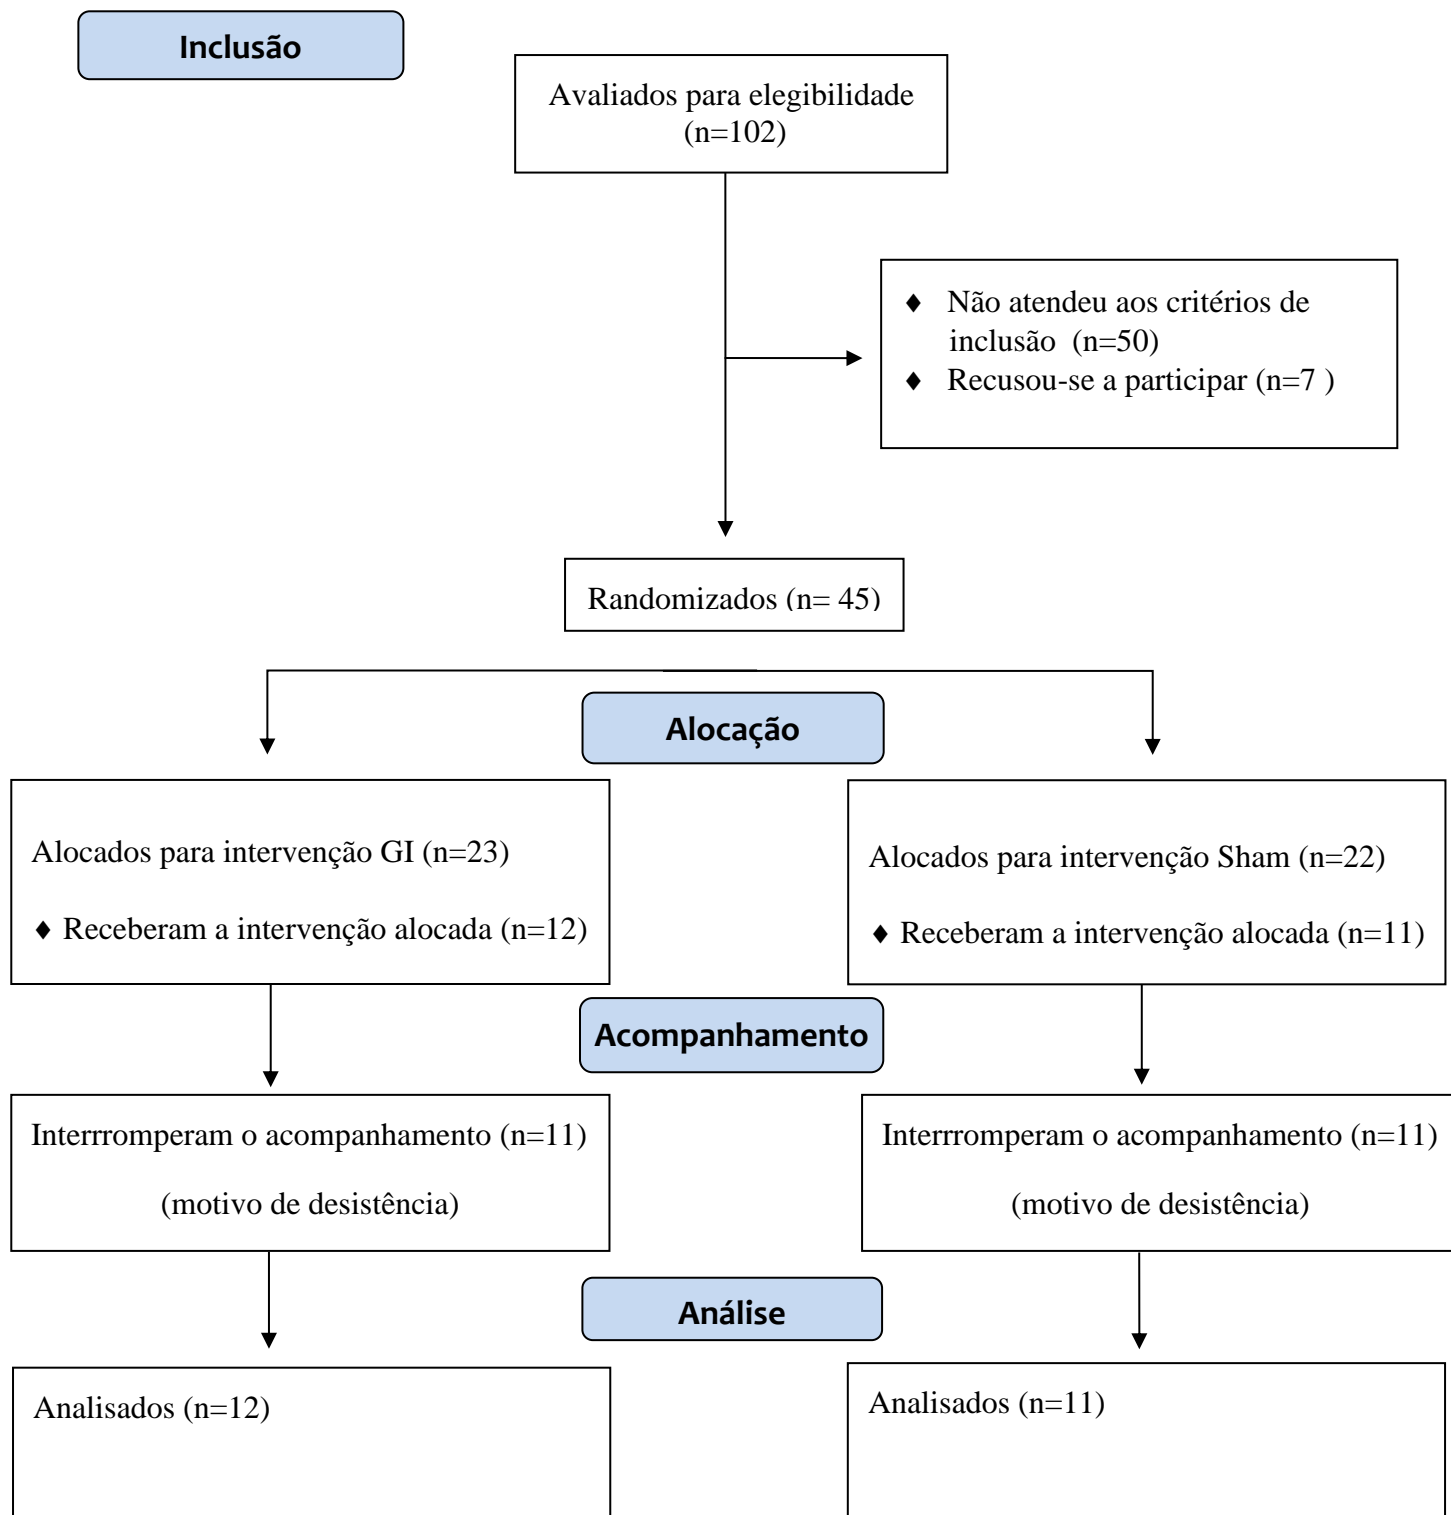 Inclusão
Avaliados para elegibilidade
(n=102)
♦ Não atendeu aos critérios de
inclusão (n=50)
♦ Recusou-se a participar (n=7 )
Randomizados (n= 45)
Alocação
Alocados para intervenção GI (n=23)
♦ Receberam a intervenção alocada (n=12)
Alocados para intervenção Sham (n=22)
♦ Receberam a intervenção alocada (n=11)
Acompanhamento
Interrromperam o acompanhamento (n=11)
(motivo de desistência)
Interrromperam o acompanhamento (n=11)
(motivo de desistência)
Análise
Analisados (n=12)
Analisados (n=11)